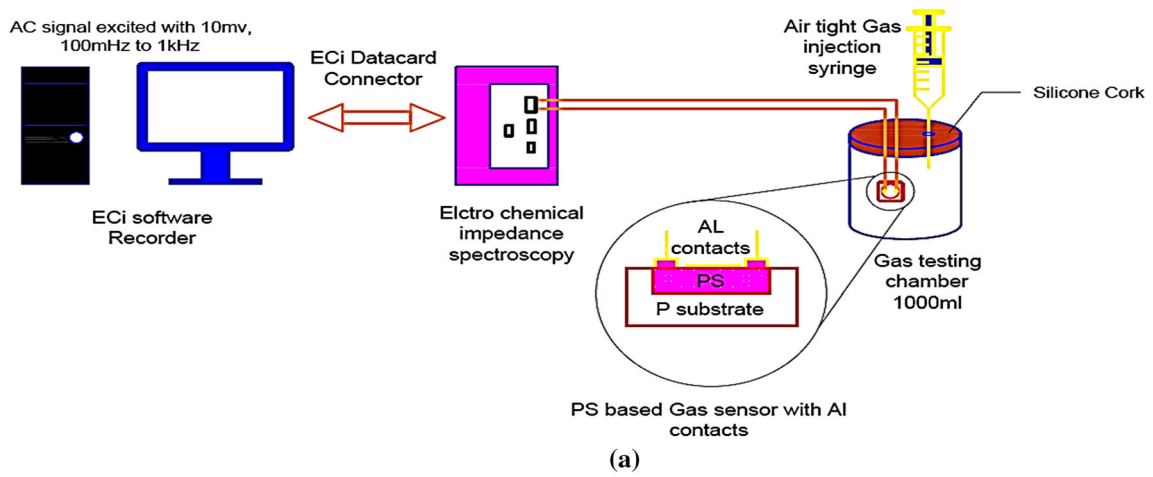 AC signal excited with 10mv,
100mHz to 1kHz
ECi Datacard
Connector
Air tight Gas
injection
syringe
Silicone Cork
ECi software
Recorder
Elctro chemical
impedance
spectroscopy
AL
contacts
PS
P substrate
Gas testing
chamber
1000ml
PS based Gas sensor with Al
contacts
(a)